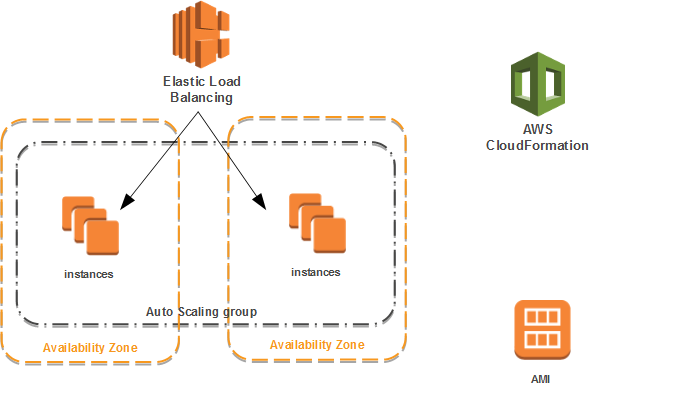 Elastic Load
Balancing
AWS
CloudFormation
instances
instances
Auto Scaling group
Availability Zone
Availability Zone
AMI